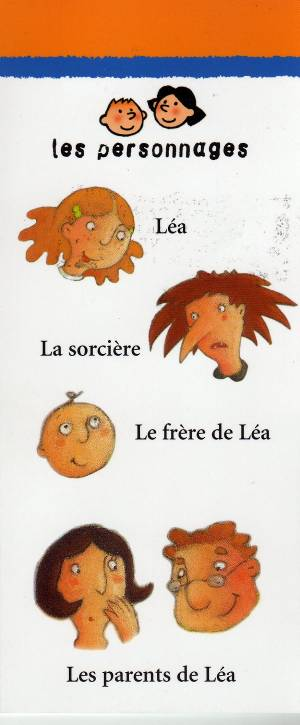 les personnages
Léa
La sorcière
Le frère de Léa
Les parents de Léa